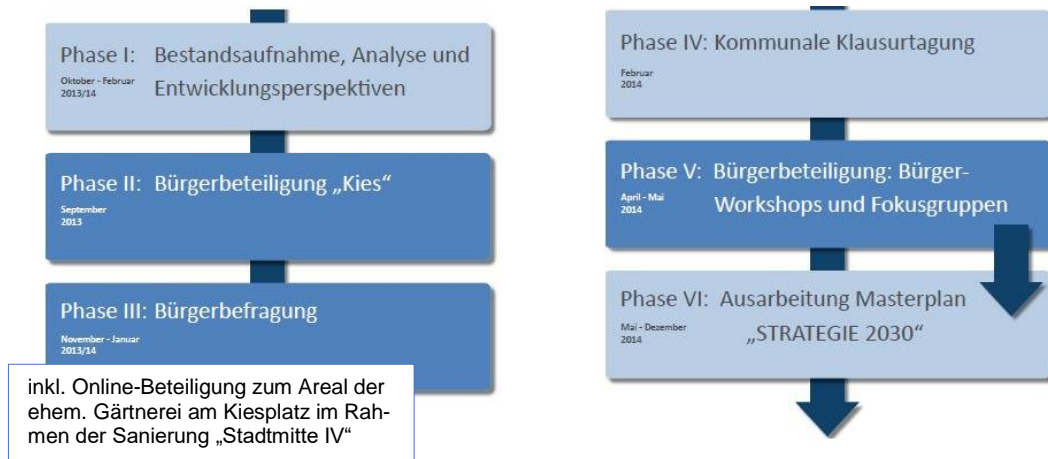 Phase I: Bestandsaufnahme, Analyse und
Oktober - Februar
2013/14
Entwicklungsperspektiven
Phase II: Bürgerbeteiligung „Kies“
September
2013
Phase III: Bürgerbefragung
November - Januar
2013/14
inkl. Online-Beteiligung zum Areal der
ehem. Gärtnerei am Kiesplatz im Rah-
men der Sanierung „Stadtmitte IV“
Phase IV: Kommunale Klausurtagung
Februar
2014
Phase V: Bürgerbeteiligung: Bürger-
April - Mai
2014
Workshops und Fokusgruppen
Phase VI: Ausarbeitung Masterplan
Mai - Dezember
2014
„STRATEGIE 2030“